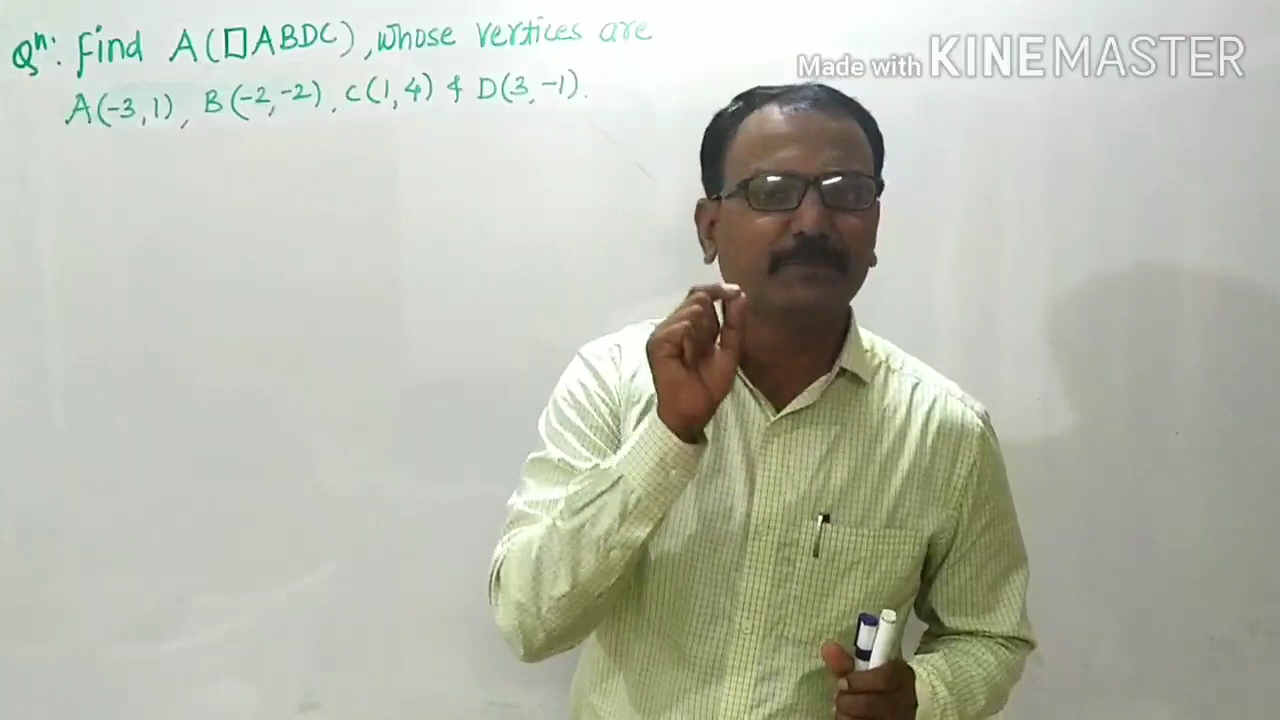 Qⁿ: Find A(□ABDC), whose vertices are
A(-3,1), B(-2,-2), C(1,4) & D(3,-1).
Made with KINEMASTER